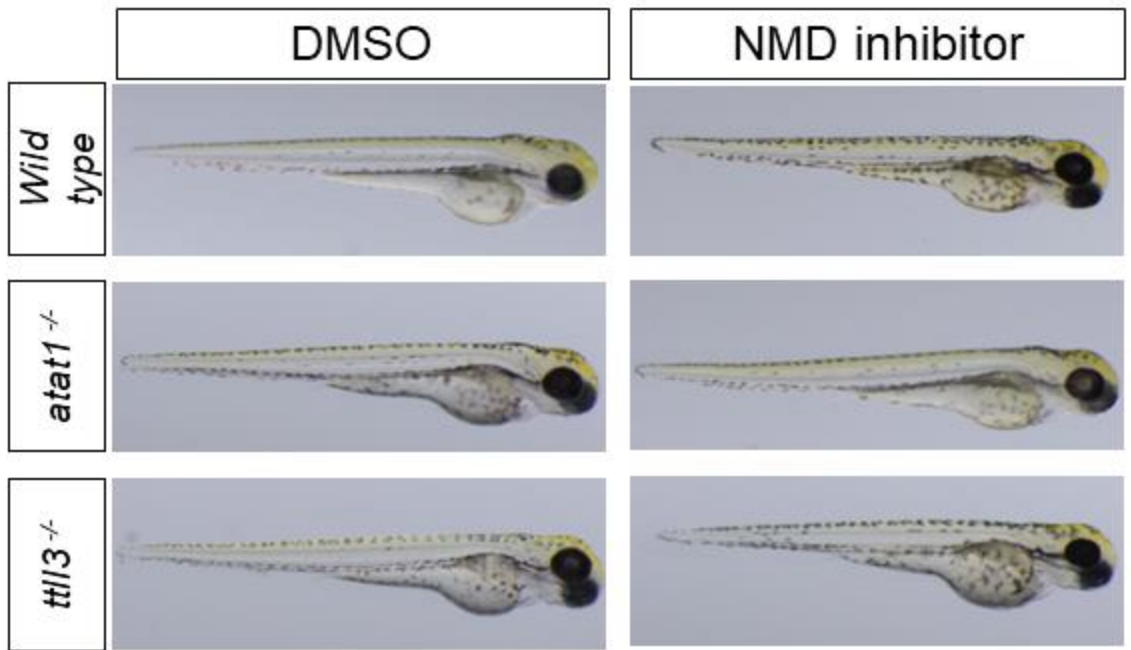 DMSO
NMD inhibitor
Wild
type
atat1-/-
ttll3-/-